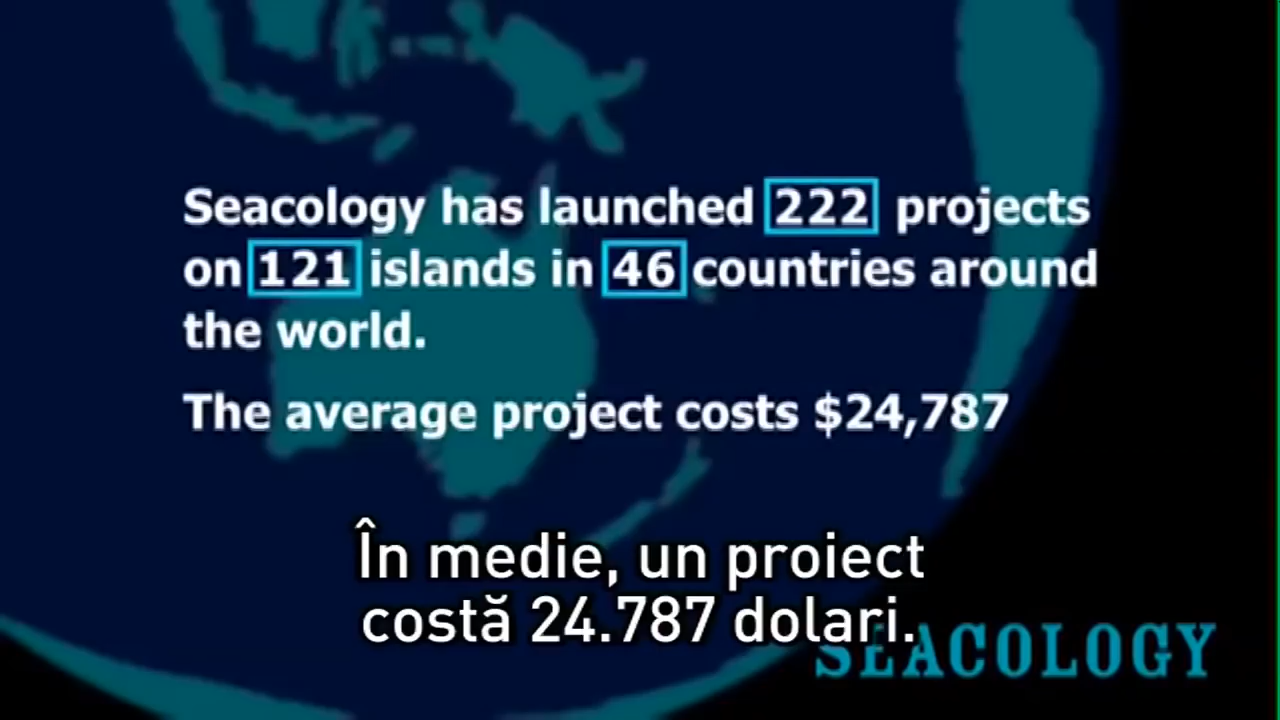 Seacology has launched 222 projects
on 121 islands in 46 countries around
the world.
The average project costs $24,787
În medie, un proiect
costă 24.787 dolari.
SEACOLOGY